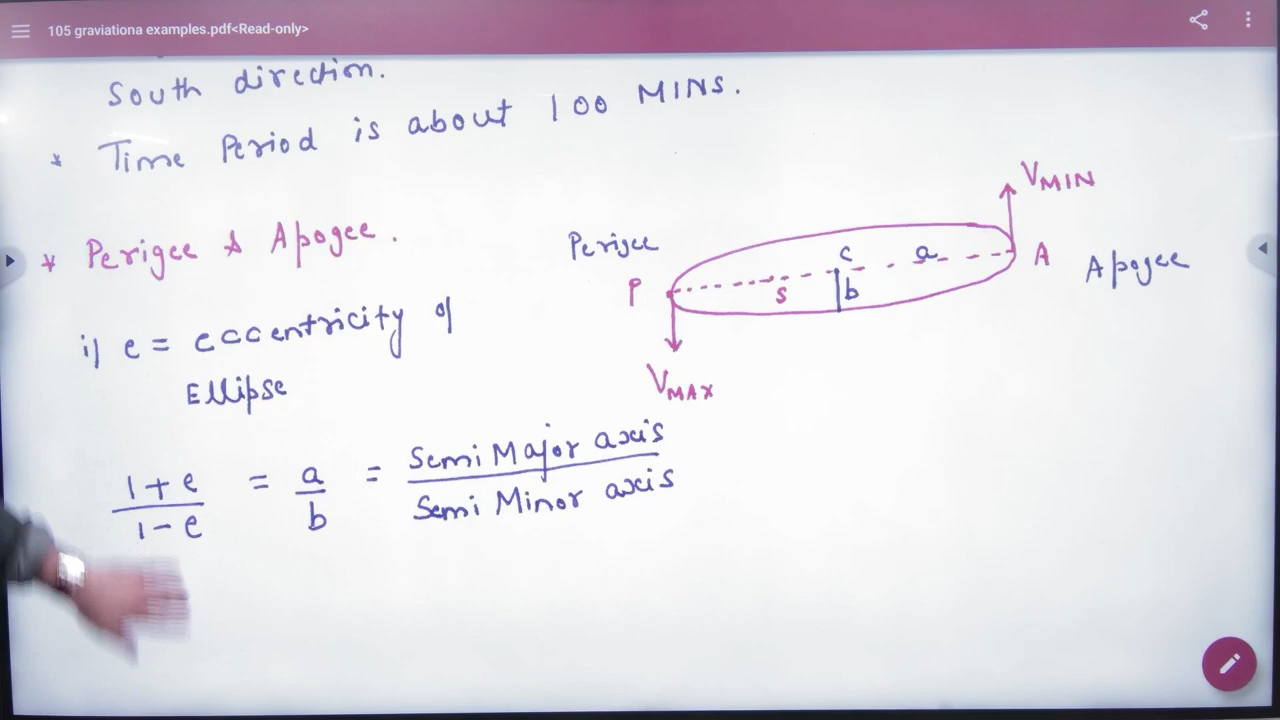 105 graviationa examples.pdf<Read-only>
South direction.
* Time Period is about 100 MINS.
* Perigee & Apogee.
i) e = eccentricity of
Ellipse
1+e
1-e
=
a
b
=
Semi Major axis
Semi Minor axis
VMIN
Perigee
c
a
A
Apogee
P
s
b
VMAX